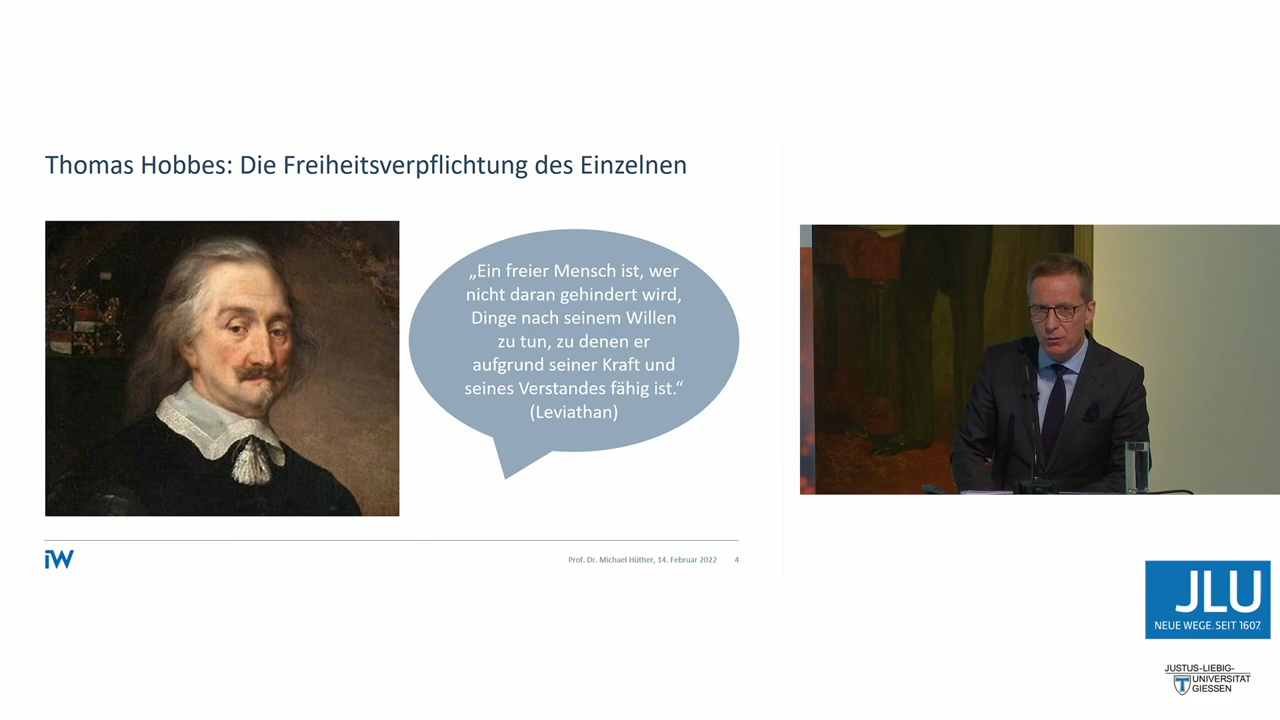 Thomas Hobbes: Die Freiheitsverpflichtung des Einzelnen
„Ein freier Mensch ist, wer
nicht daran gehindert wird,
Dinge nach seinem Willen
zu tun, zu denen er
aufgrund seiner Kraft und
seines Verstandes fähig ist.“
(Leviathan)
iW
Prof. Dr. Michael Hüther, 14. Februar 2022 4
JLU
NEUE WEGE. SEIT 1607.
JUSTUS-LIEBIG-
UNIVERSITÄT
GIESSEN